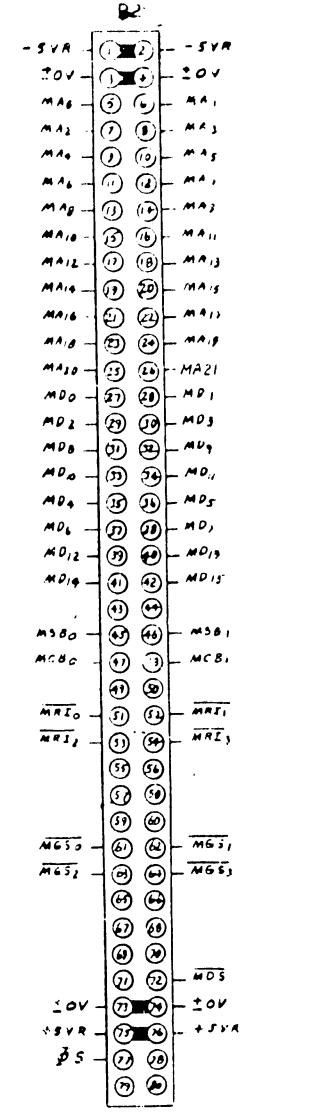 B2
-5VR 1 2 -5VR
±0V 3 4 ±0V
MA0 5 6 MA1
MA2 7 8 MA3
MA4 9 10 MA5
MA6 11 12 MA7
MA8 13 14 MA9
MA10 15 16 MA11
MA12 17 18 MA13
MA14 19 20 MA15
MA16 21 22 MA17
MA18 23 24 MA19
MA20 25 26 MA21
MD0 27 28 MD1
MD2 29 30 MD3
MD8 31 32 MD9
MD10 33 34 MD11
MD4 35 36 MD5
MD6 37 38 MD7
MD12 39 40 MD13
MD14 41 42 MD15
43 44
MSB0 45 46 MSB1
MCB0 47 MCB1
49 50
MRI0 51 52 MRI1
MRI2 53 54 MRI3
55 56
57 58
59 60
MGS0 61 62 MGS1
MGS2 63 64 MGS3
65 66
67 68
69 70
71 72 MDS
±0V 73 74 ±0V
+5VR 75 76 +5VR
S 77 78
79 80